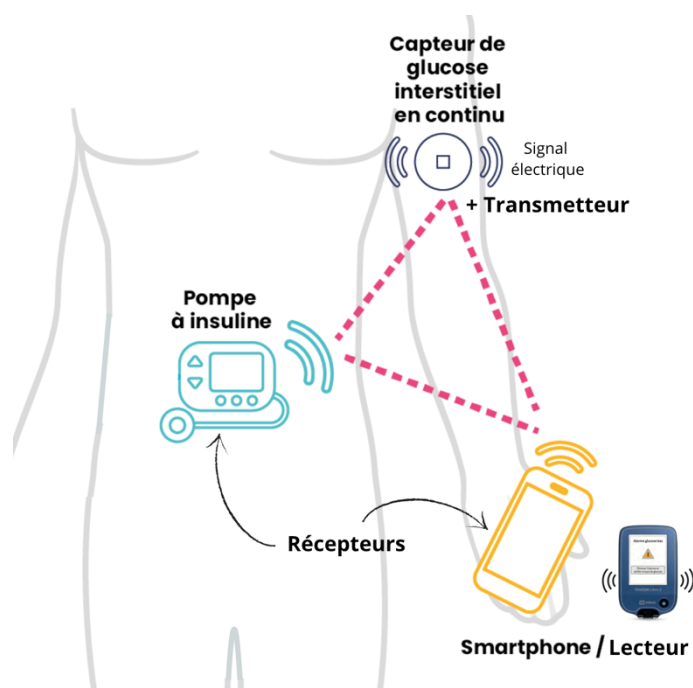 Capteur de
glucose
interstitiel
en continu
Signal
électrique
+ Transmetteur
Pompe
à insuline
Récepteurs
Smartphone / Lecteur